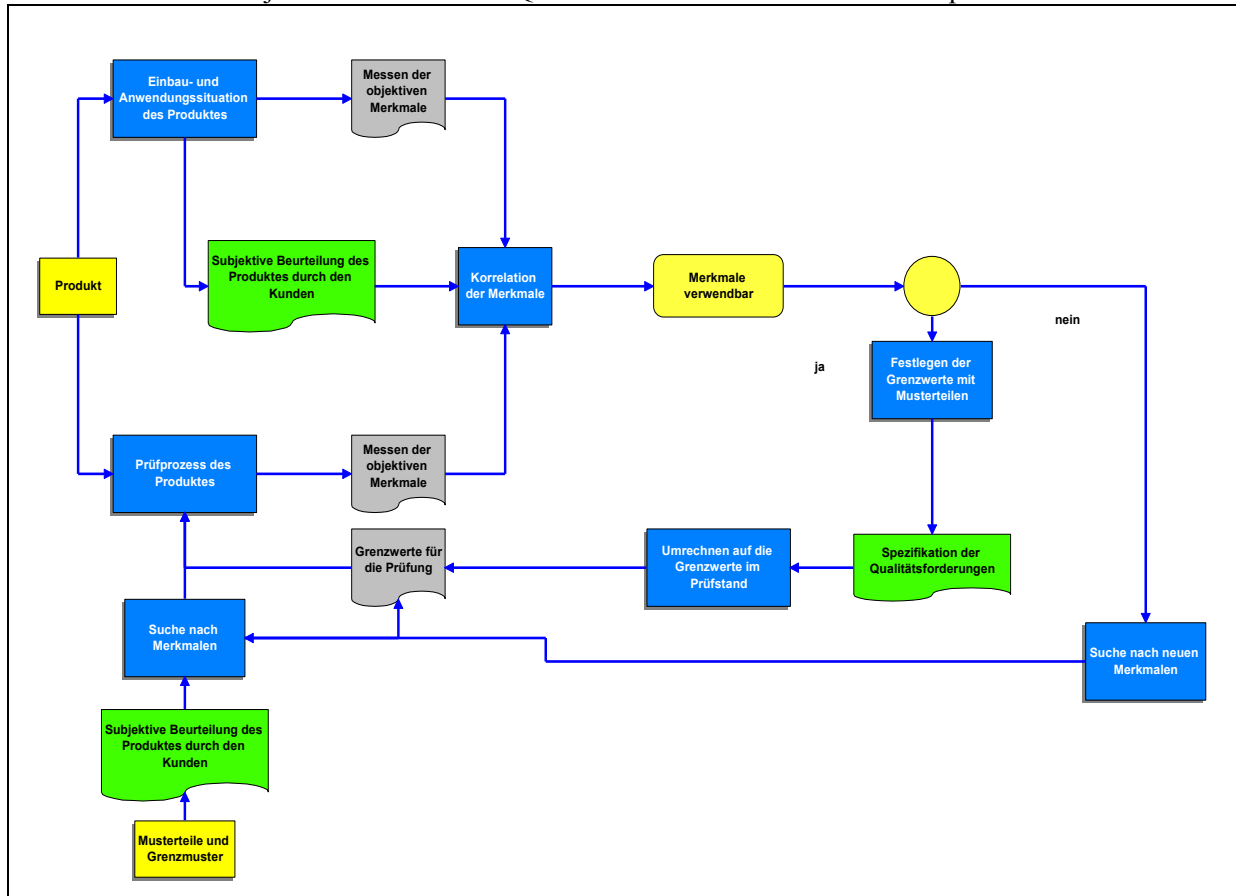 Einbau- und
Anwendungssituation
des Produktes
Messen der
objektiven
Merkmale
Produkt
Subjektive Beurteilung des
Produktes durch den
Kunden
Korrelation
der Merkmale
Merkmale
verwendbar
nein
ja
Festlegen der
Grenzwerte mit
Musterteilen
Prüfprozess des
Produktes
Messen der
objektiven
Merkmale
Grenzwerte für
die Prüfung
Umrechnen auf die
Grenzwerte im
Prüfstand
Spezifikation der
Qualitätsforderungen
Suche nach
Merkmalen
Suche nach neuen
Merkmalen
Subjektive Beurteilung des
Produktes durch den
Kunden
Musterteile und
Grenzmuster